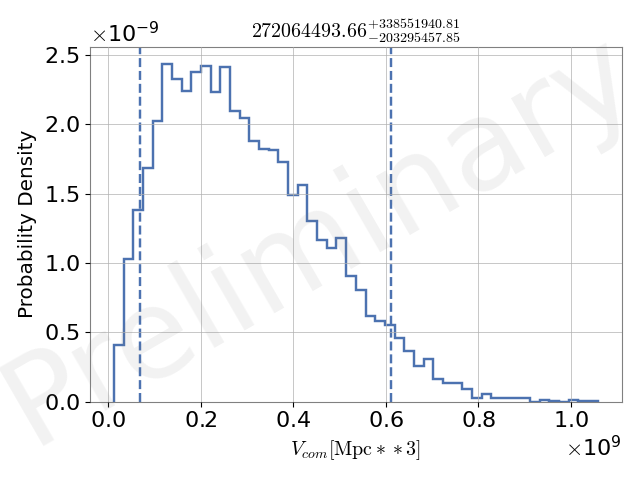 ×10⁻⁹
272064493.66^{+338551940.81}_{-203295457.85}
2.5
2.0
1.5
1.0
0.5
0.0
Probability Density
Preliminary
0.0 0.2 0.4 0.6 0.8 1.0
×10⁹
V_{com}[Mpc * *3]